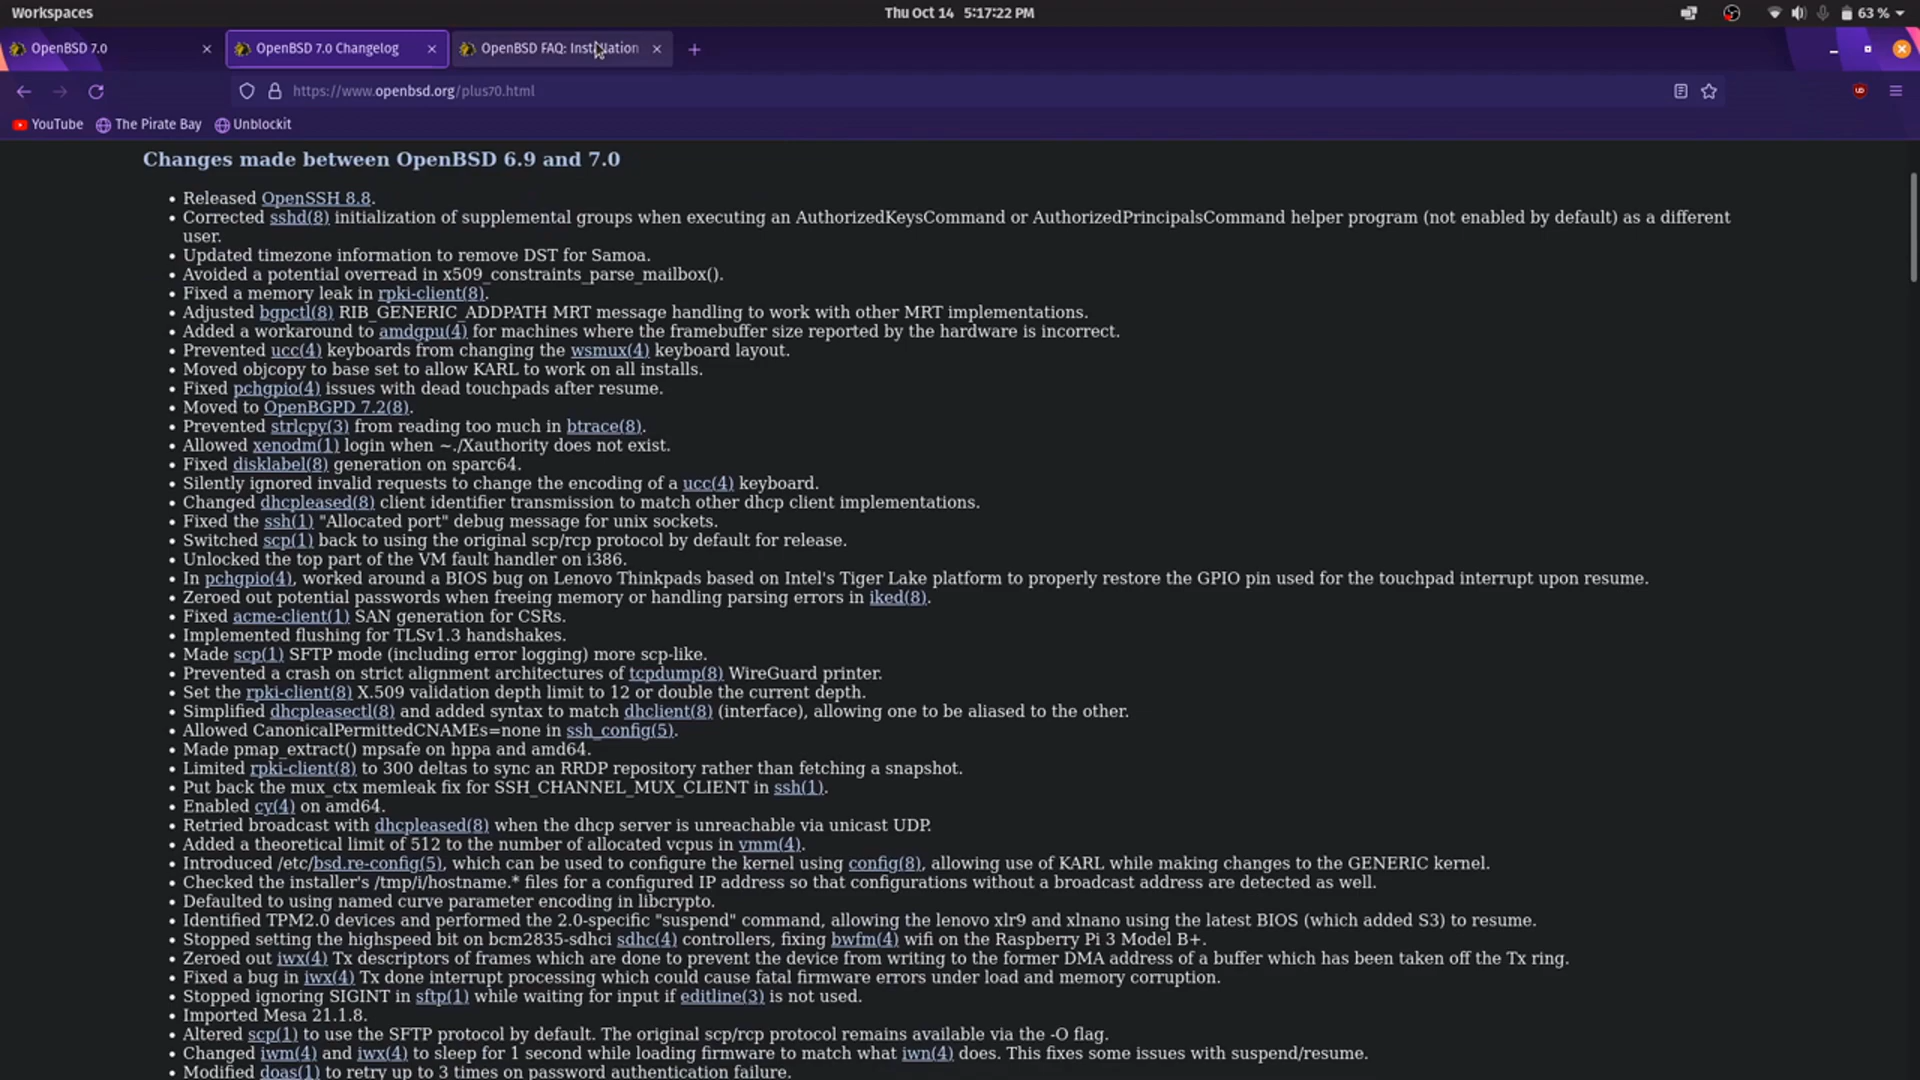 Workspaces Thu Oct 14 5:17:22 PM 63 %
OpenBSD 7.0 OpenBSD 7.0 Changelog OpenBSD FAQ: Installation
https://www.openbsd.org/plus70.html
YouTube The Pirate Bay Unblockit
Changes made between OpenBSD 6.9 and 7.0
• Released OpenSSH 8.8.
• Corrected sshd(8) initialization of supplemental groups when executing an AuthorizedKeysCommand or AuthorizedPrincipalsCommand helper program (not enabled by default) as a different
user.
• Updated timezone information to remove DST for Samoa.
• Avoided a potential overread in x509_constraints_parse_mailbox().
• Fixed a memory leak in rpki-client(8).
• Adjusted bgpctl(8) RIB_GENERIC_ADDPATH MRT message handling to work with other MRT implementations.
• Added a workaround to amdgpu(4) for machines where the framebuffer size reported by the hardware is incorrect.
• Prevented ucc(4) keyboards from changing the wsmux(4) keyboard layout.
• Moved objcopy to base set to allow KARL to work on all installs.
• Fixed pchgpio(4) issues with dead touchpads after resume.
• Moved to OpenBGPD 7.2(8).
• Prevented strlcpy(3) from reading too much in btrace(8).
• Allowed xenodm(1) login when ~./Xauthority does not exist.
• Fixed disklabel(8) generation on sparc64.
• Silently ignored invalid requests to change the encoding of a ucc(4) keyboard.
• Changed dhcpleased(8) client identifier transmission to match other dhcp client implementations.
• Fixed the ssh(1) "Allocated port" debug message for unix sockets.
• Switched scp(1) back to using the original scp/rcp protocol by default for release.
• Unlocked the top part of the VM fault handler on i386.
• In pchgpio(4), worked around a BIOS bug on Lenovo Thinkpads based on Intel's Tiger Lake platform to properly restore the GPIO pin used for the touchpad interrupt upon resume.
• Zeroed out potential passwords when freeing memory or handling parsing errors in iked(8).
• Fixed acme-client(1) SAN generation for CSRs.
• Implemented flushing for TLSv1.3 handshakes.
• Made scp(1) SFTP mode (including error logging) more scp-like.
• Prevented a crash on strict alignment architectures of tcpdump(8) WireGuard printer.
• Set the rpki-client(8) X.509 validation depth limit to 12 or double the current depth.
• Simplified dhcpleasectl(8) and added syntax to match dhclient(8) (interface), allowing one to be aliased to the other.
• Allowed CanonicalPermittedCNAMEs=none in ssh_config(5).
• Made pmap_extract() mpsafe on hppa and amd64.
• Limited rpki-client(8) to 300 deltas to sync an RRDP repository rather than fetching a snapshot.
• Put back the mux_ctx memleak fix for SSH_CHANNEL_MUX_CLIENT in ssh(1).
• Enabled cy(4) on amd64.
• Retried broadcast with dhcpleased(8) when the dhcp server is unreachable via unicast UDP.
• Added a theoretical limit of 512 to the number of allocated vcpus in vmm(4).
• Introduced /etc/bsd.re-config(5), which can be used to configure the kernel using config(8), allowing use of KARL while making changes to the GENERIC kernel.
• Checked the installer's /tmp/i/hostname.* files for a configured IP address so that configurations without a broadcast address are detected as well.
• Defaulted to using named curve parameter encoding in libcrypto.
• Identified TPM2.0 devices and performed the 2.0-specific "suspend" command, allowing the lenovo xlr9 and xlnano using the latest BIOS (which added S3) to resume.
• Stopped setting the highspeed bit on bcm2835-sdhci sdhc(4) controllers, fixing bwfm(4) wifi on the Raspberry Pi 3 Model B+.
• Zeroed out iwx(4) Tx descriptors of frames which are done to prevent the device from writing to the former DMA address of a buffer which has been taken off the Tx ring.
• Fixed a bug in iwx(4) Tx done interrupt processing which could cause fatal firmware errors under load and memory corruption.
• Stopped ignoring SIGINT in sftp(1) while waiting for input if editline(3) is not used.
• Imported Mesa 21.1.8.
• Altered scp(1) to use the SFTP protocol by default. The original scp/rcp protocol remains available via the -O flag.
• Changed iwm(4) and iwx(4) to sleep for 1 second while loading firmware to match what iwn(4) does. This fixes some issues with suspend/resume.
• Modified doas(1) to retry up to 3 times on password authentication failure.